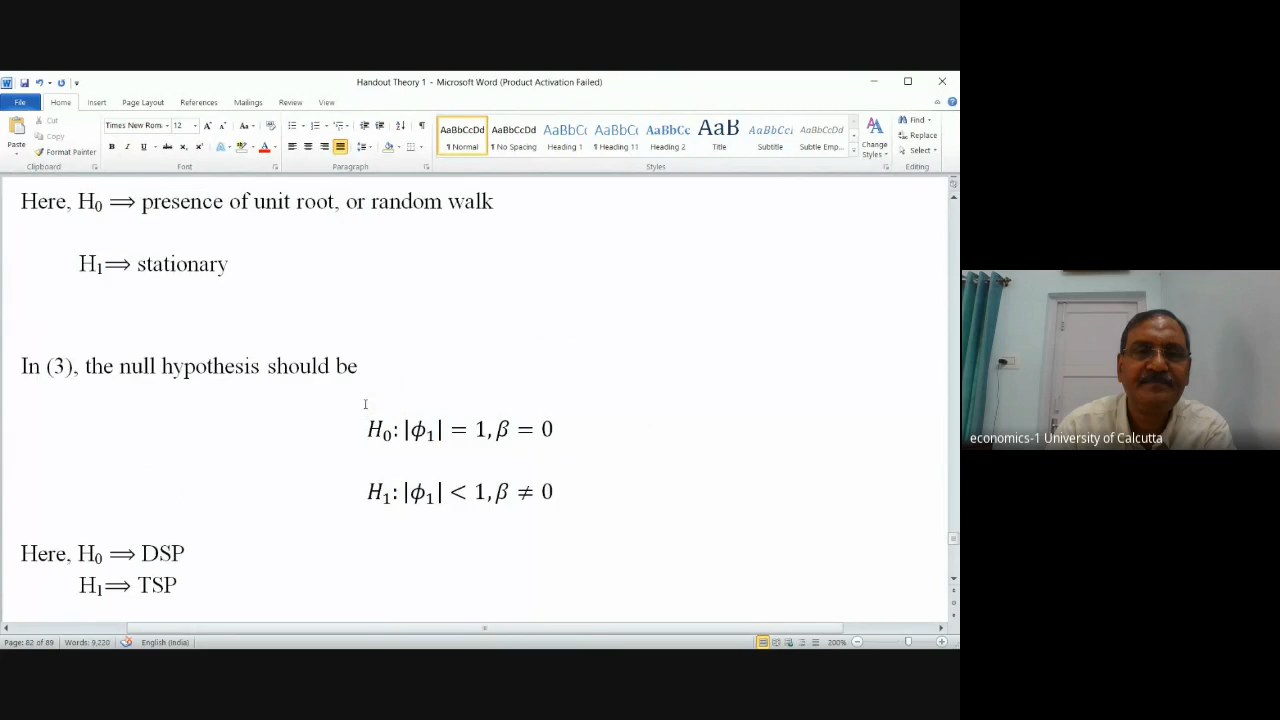 Handout Theory 1 - Microsoft Word (Product Activation Failed)
File Home Insert Page Layout References Mailings Review View
Cut
Copy
Paste
Format Painter
Clipboard
Times New Rom 12
Font
Paragraph
AaBbCcDd AaBbCcDd AaBbCc AaBbCc AaBbCc AaB AaBbCcI AaBbCcDd
¶ Normal ¶ No Spacing Heading 1 ¶ Heading 11 Heading 2 Title Subtitle Subtle Emp...
Styles
Change Styles
Find
Replace
Select
Editing
Here, H₀ ⟹ presence of unit root, or random walk
H₁⟹ stationary
In (3), the null hypothesis should be
H₀: |ϕ₁| = 1, β = 0
H₁: |ϕ₁| < 1, β ≠ 0
Here, H₀ ⟹ DSP
H₁⟹ TSP
Page: 82 of 89 Words: 9,220 English (India) 200%
economics-1 University of Calcutta